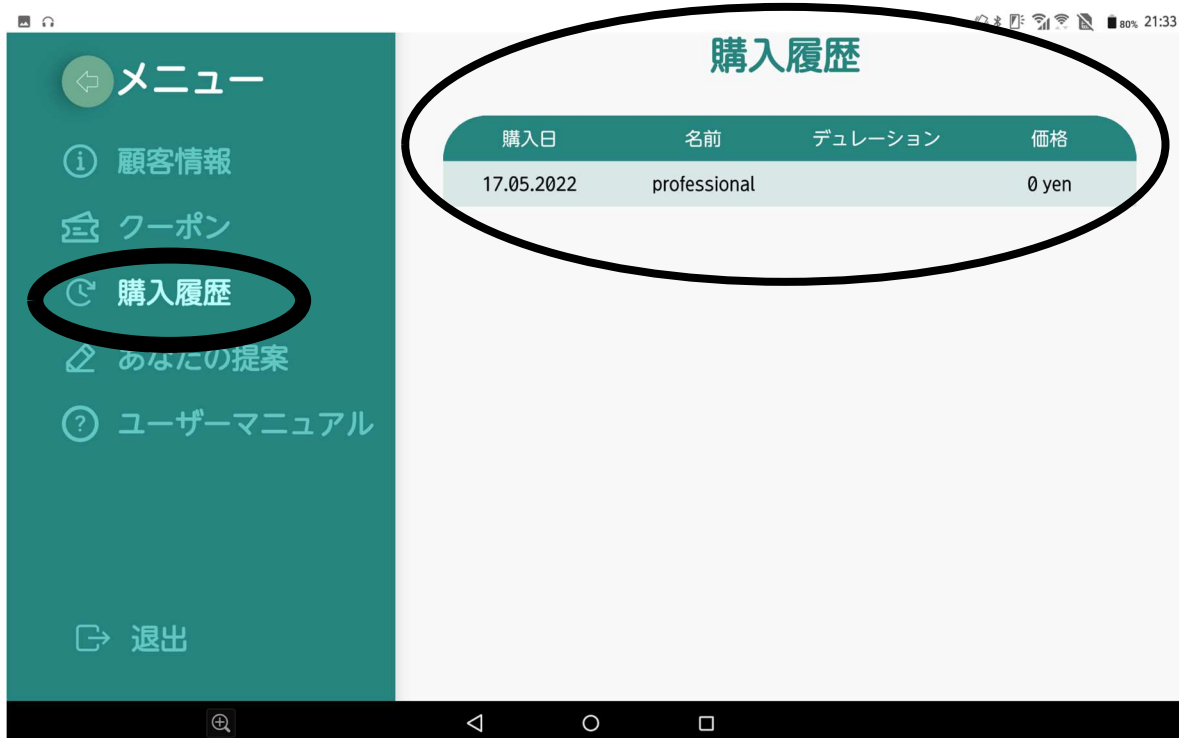 80% 21:33
メニュー
顧客情報
クーポン
購入履歴
あなたの提案
ユーザーマニュアル
退出
購入履歴
購入日 名前 デュレーション 価格
17.05.2022 professional 0 yen